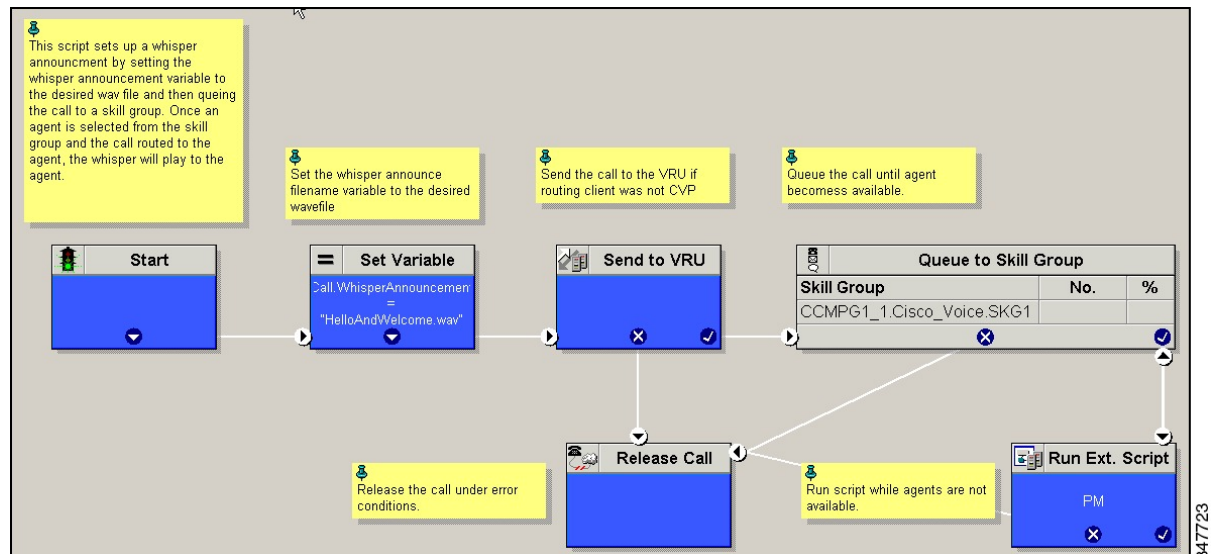 This script sets up a whisper
announcment by setting the
whisper announcement variable to
the desired wav file and then queing
the call to a skill group. Once an
agent is selected from the skill
group and the call routed to the
agent, the whisper will play to the
agent.
Set the whisper announce
filename variable to the desired
wavefile
Send the call to the VRU if
routing client was not CVP
Queue the call until agent
becomess available.
Start
= Set Variable
Call.WhisperAnnouncemen
=
"HelloAndWelcome.wav"
Send to VRU
Queue to Skill Group
Skill Group No. %
CCMPG1_1.Cisco_Voice.SKG1
Release the call under error
conditions.
Release Call
Run script while agents are not
available.
Run Ext. Script
PM
347723